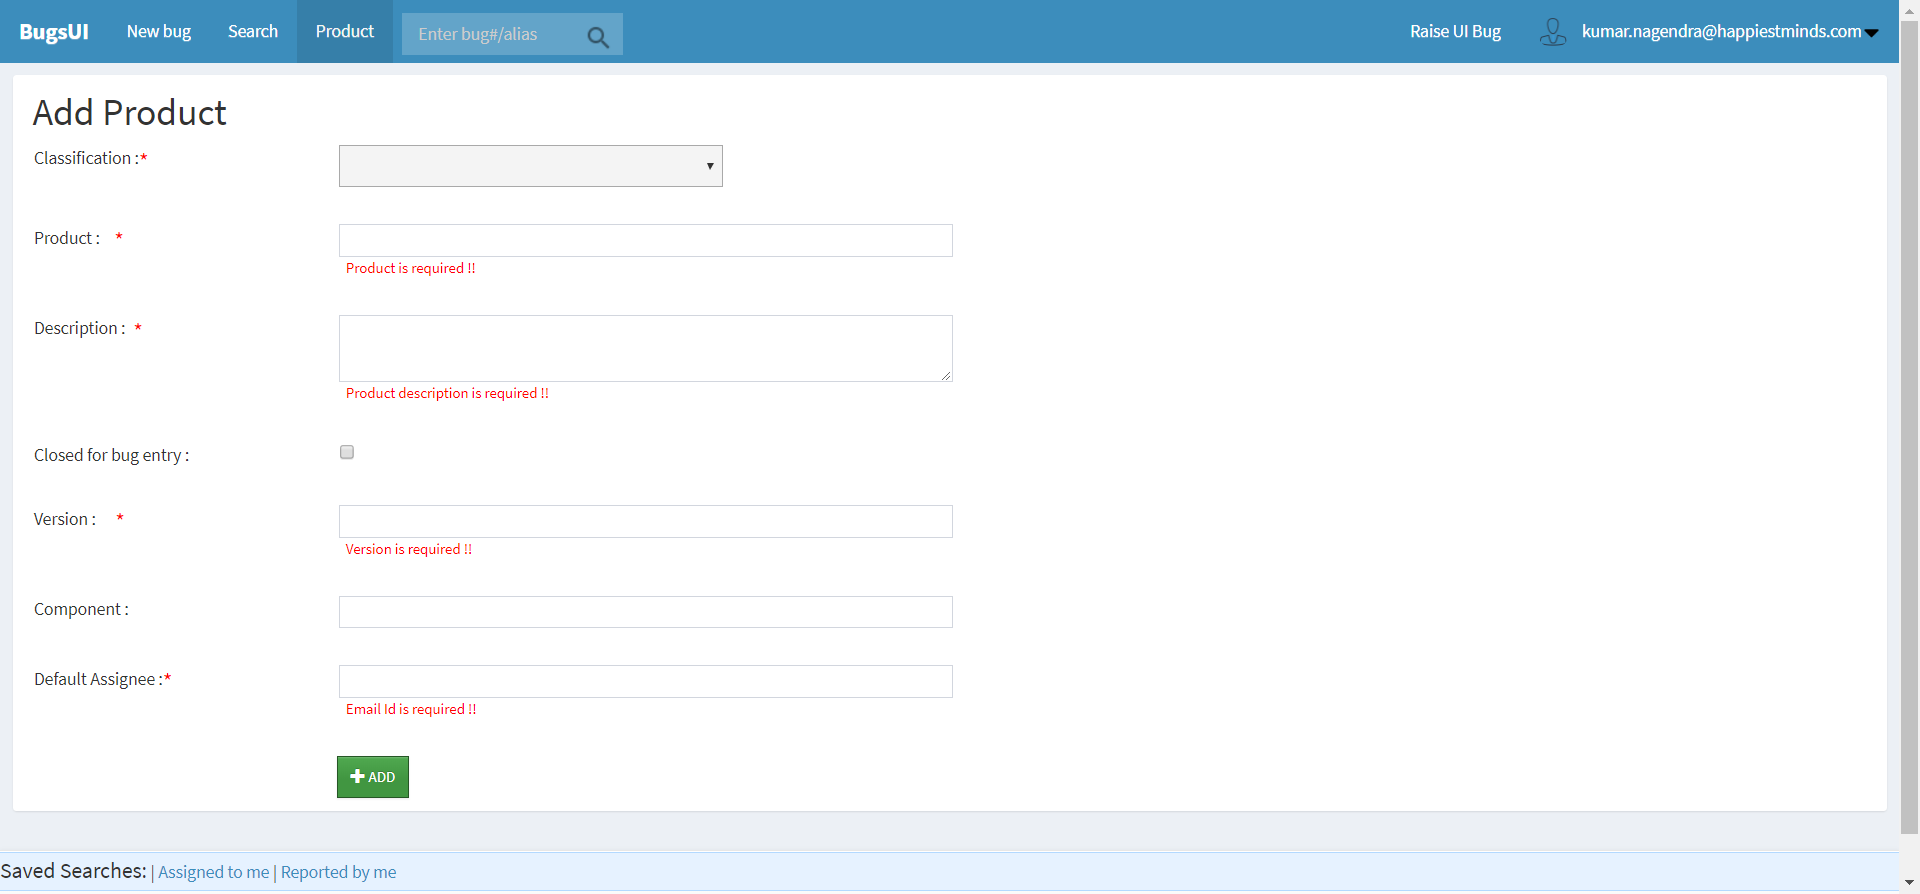 BugsUI New bug Search Product Enter bug#/alias Raise UI Bug kumar.nagendra@happiestminds.com
Add Product
Classification :*
Product : *
Product is required !!
Description : *
Product description is required !!
Closed for bug entry :
Version : *
Version is required !!
Component :
Default Assignee :*
Email Id is required !!
ADD
Saved Searches: | Assigned to me | Reported by me